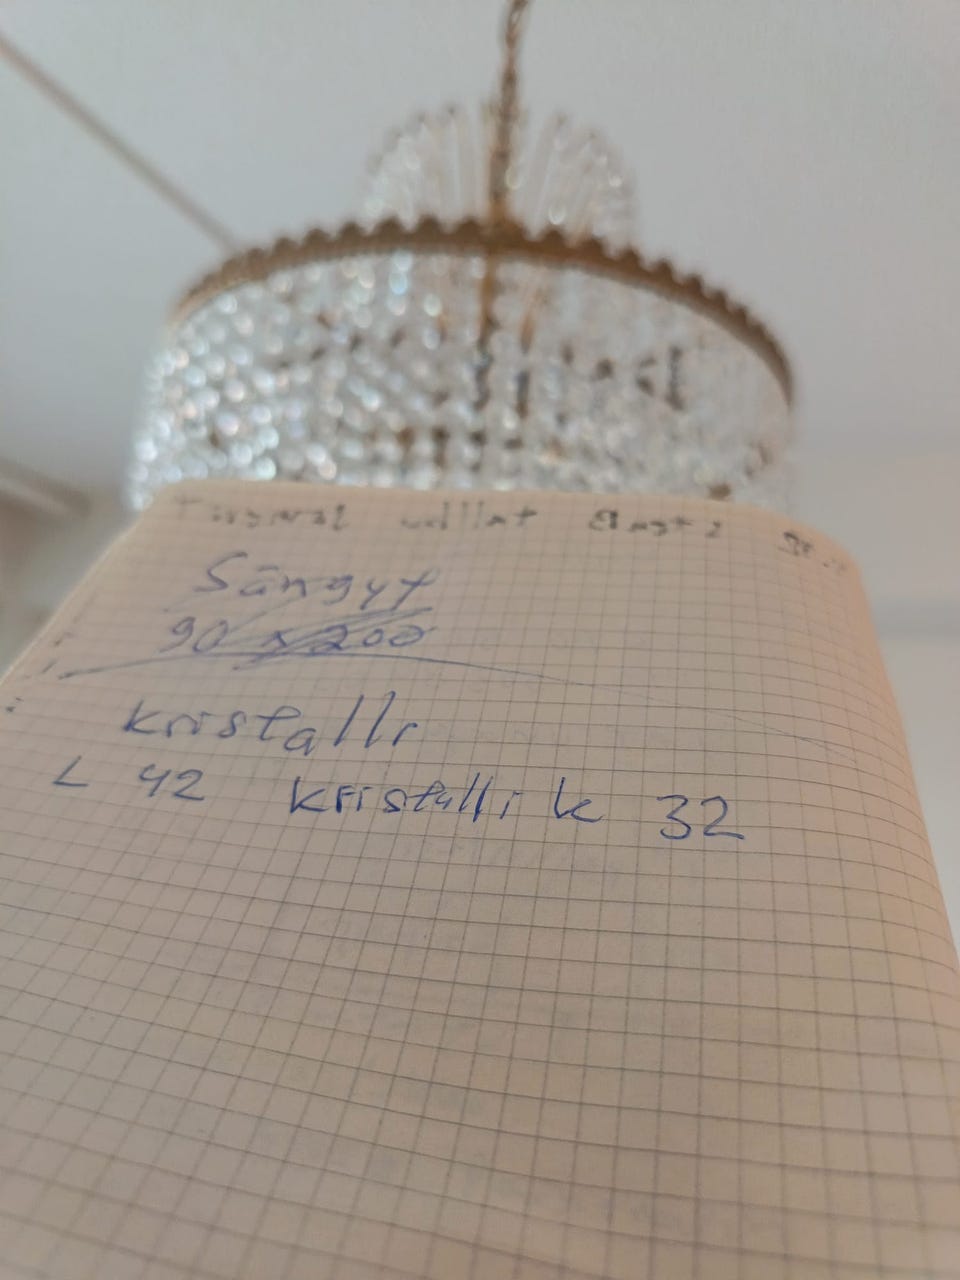 Sängyt
90 x 200
kristalli
L 42 kristalli k 32